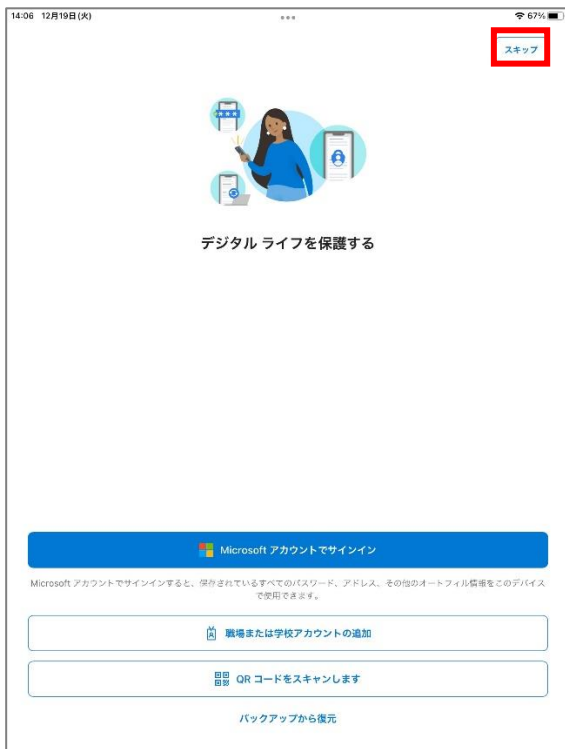 14:06 12月19日(火) 67%
スキップ
デジタル ライフを保護する
Microsoft アカウントでサインイン
Microsoft アカウントでサインインすると、保存されているすべてのパスワード、アドレス、その他のオートフィル情報をこのデバイス
で使用できます。
職場または学校アカウントの追加
QR コードをスキャンします
バックアップから復元